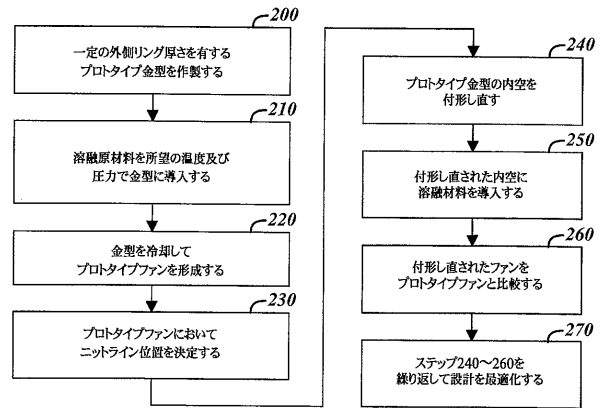 200
一定の外側リング厚さを有する
プロトタイプ金型を作製する
210
溶融原材料を所望の温度及び
圧力で金型に導入する
220
金型を冷却して
プロトタイプファンを形成する
230
プロトタイプファンにおいて
ニットライン位置を決定する
240
プロトタイプ金型の内空を
付形し直す
250
付形し直された内空に
溶融材料を導入する
260
付形し直されたファンを
プロトタイプファンと比較する
270
ステップ240～260を
繰り返して設計を最適化する